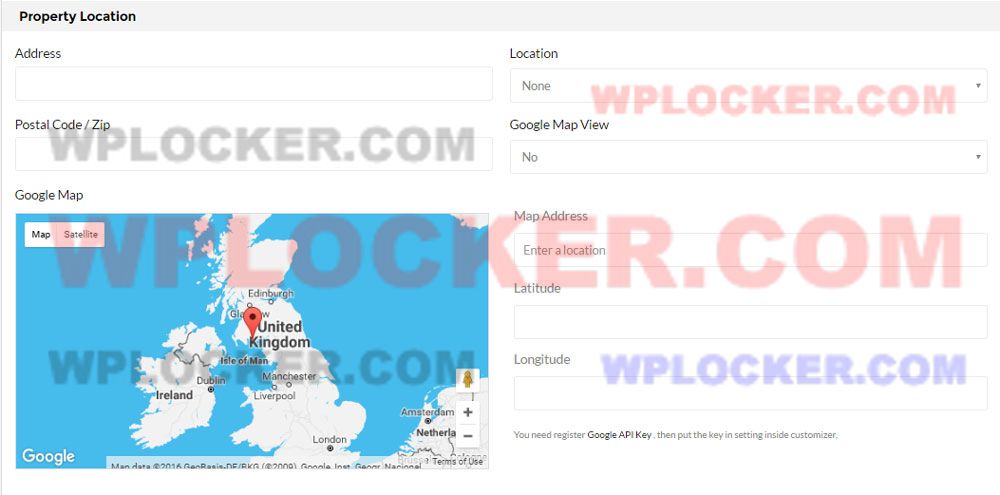 Property Location
Address
Location
None
WPLOCKER.COM
Postal Code / Zip
Google Map View
WPLOCKER.COM
No
Google Map
Map Satellite
Map Address
WPLOCKER.COM
Enter a location
Edinburgh
Latitude
Glasgow
United
Kingdom
Isle of Man
Longitude
WPLOCKER.COM
WPLOCKER.COM
Manchester
Dublin
Liverpool
Ireland
Amsterdam
London
Netherla
You need register Google API Key , then put the key in setting inside customizer.
Google
Map data ©2016 GeoBasis-DE/BKG (©2009), Google, Inst. Geogr. Nacional
Terms of Use